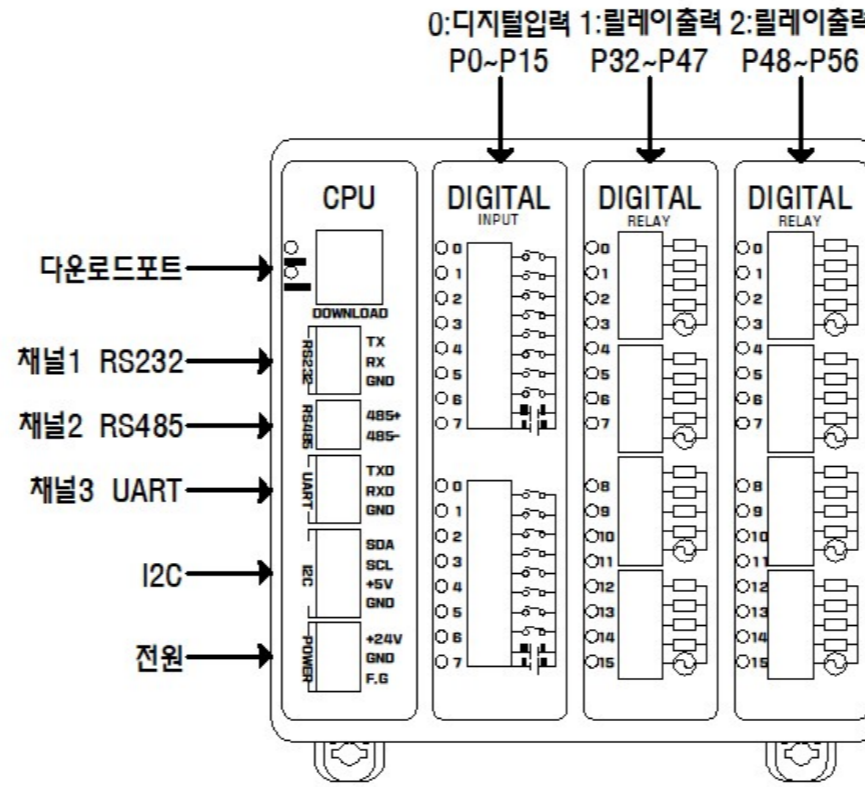 0:디지털입력 1:릴레이출력 2:릴레이출력
P0~P15 P32~P47 P48~P56
CPU
다운로드포트
DOWNLOAD
채널1 RS232
RS232
TX
RX
GND
채널2 RS485
RS485
485+
485-
채널3 UART
UART
TXD
RXD
GND
I2C
I2C
SDA
SCL
+5V
GND
전원
POWER
+24V
GND
F.G
DIGITAL
INPUT
0
1
2
3
4
5
6
7
0
1
2
3
4
5
6
7
DIGITAL
RELAY
0
1
2
3
4
5
6
7
8
9
10
11
12
13
14
15
DIGITAL
RELAY
0
1
2
3
4
5
6
7
8
9
10
11
12
13
14
15